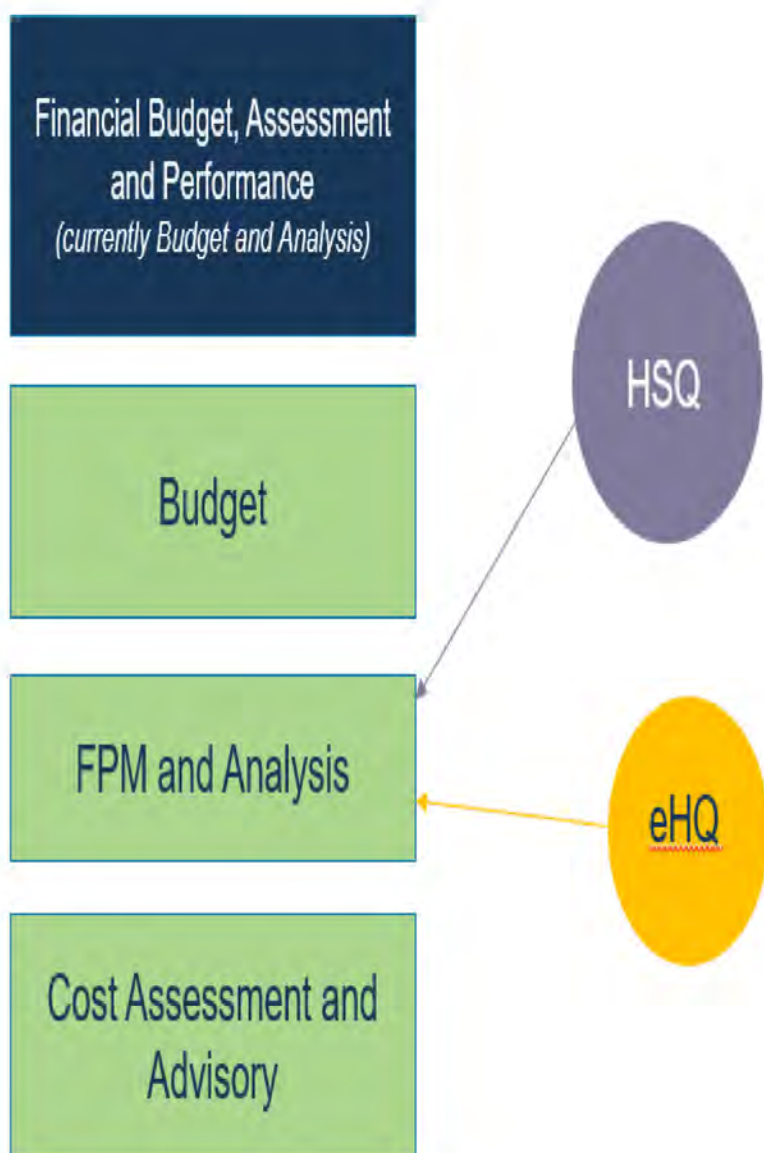 Financial Budget, Assessment
and Performance
(currently Budget and Analysis)
HSQ
Budget
FPM and Analysis
eHQ
Cost Assessment and
Advisory